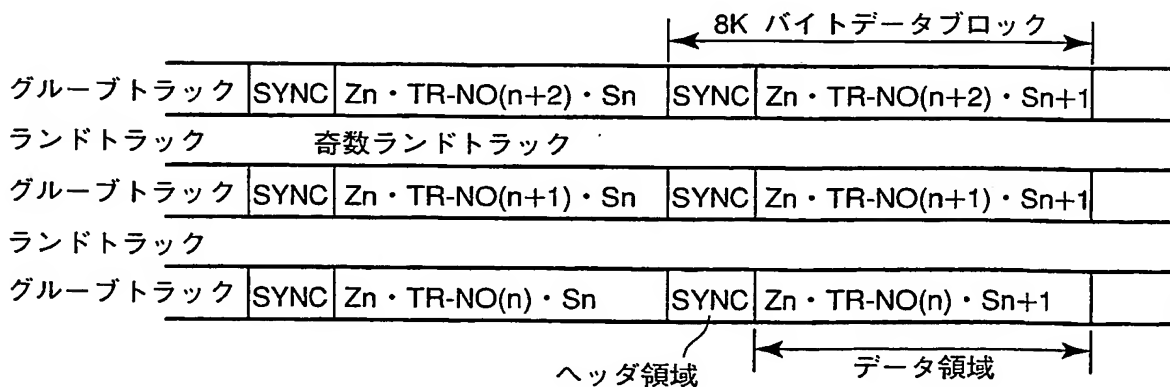 8K バイトデータブロック
グルーブトラック SYNC Zn・TR-NO(n+2)・Sn SYNC Zn・TR-NO(n+2)・Sn+1
ランドトラック 奇数ランドトラック
グルーブトラック SYNC Zn・TR-NO(n+1)・Sn SYNC Zn・TR-NO(n+1)・Sn+1
ランドトラック
グルーブトラック SYNC Zn・TR-NO(n)・Sn SYNC Zn・TR-NO(n)・Sn+1
ヘッダ領域 データ領域